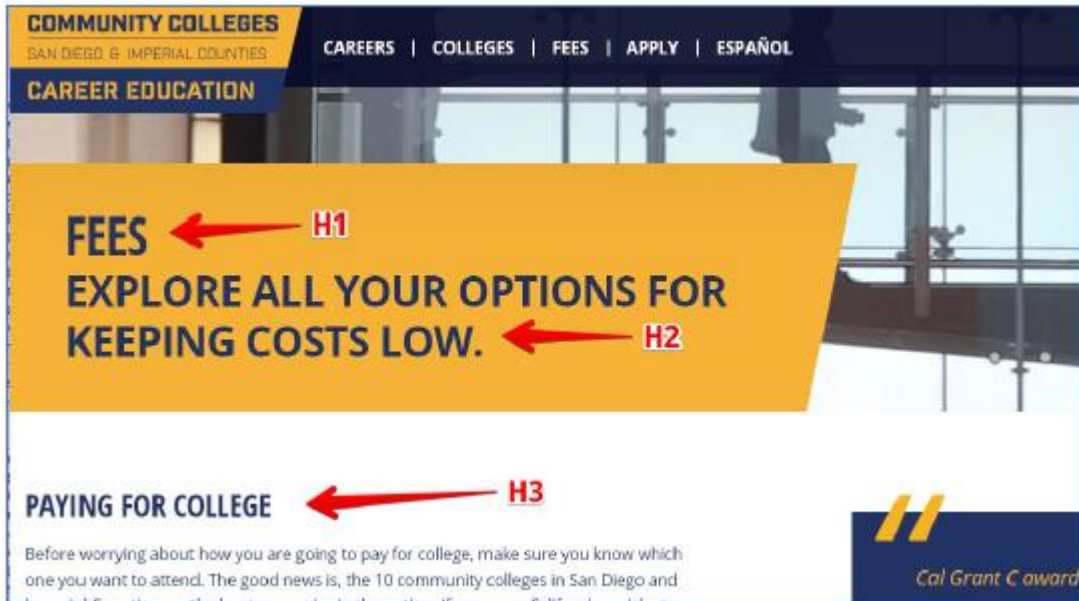 COMMUNITY COLLEGES
SAN DIEGO & IMPERIAL COUNTIES
CAREER EDUCATION
CAREERS | COLLEGES | FEES | APPLY | ESPAÑOL
FEES
H1
EXPLORE ALL YOUR OPTIONS FOR
KEEPING COSTS LOW.
H2
PAYING FOR COLLEGE
H3
Before worrying about how you are going to pay for college, make sure you know which
one you want to attend. The good news is, the 10 community colleges in San Diego and
Cal Grant C award